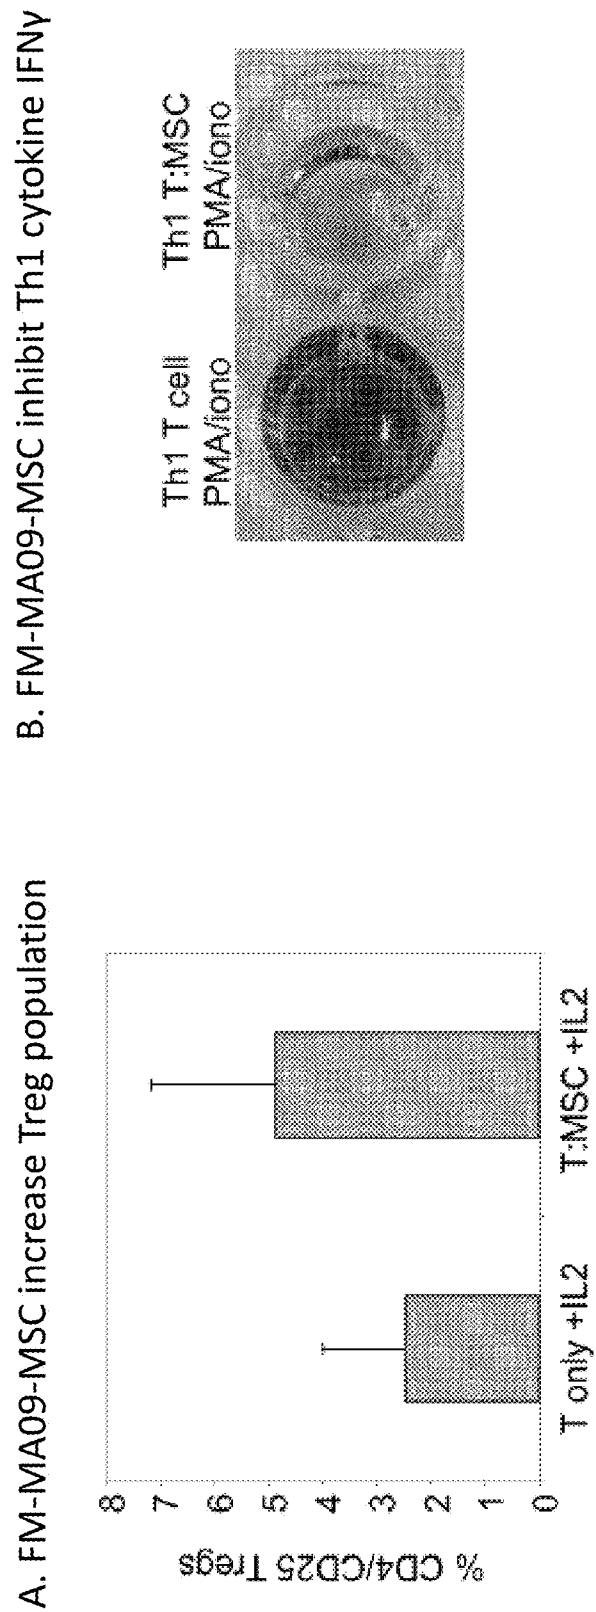 A. FM-MA09-MSC increase Treg population
% CD4/CD25 Tregs
8
7
6
5
4
3
2
1
0
T only +IL2
T:MSC +IL2
B. FM-MA09-MSC inhibit Th1 cytokine IFNγ
Th1 T cell
PMA/iono
Th1 T:MSC
PMA/iono